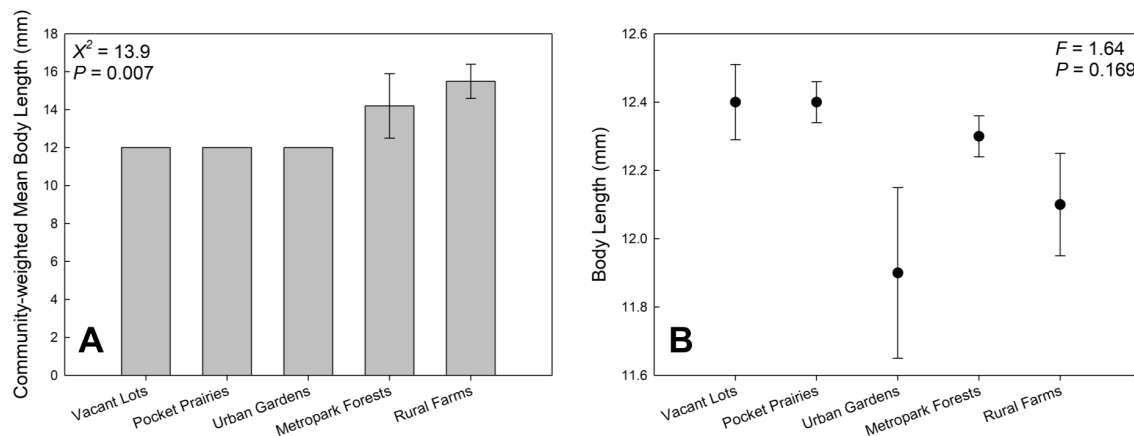 Community-weighted Mean Body Length (mm)
18
16
14
12
10
8
6
4
2
0
X² = 13.9
P = 0.007
A
Vacant Lots
Pocket Prairies
Urban Gardens
Metropark Forests
Rural Farms
Body Length (mm)
12.6
12.4
12.2
12.0
11.8
11.6
F = 1.64
P = 0.169
B
Vacant Lots
Pocket Prairies
Urban Gardens
Metropark Forests
Rural Farms